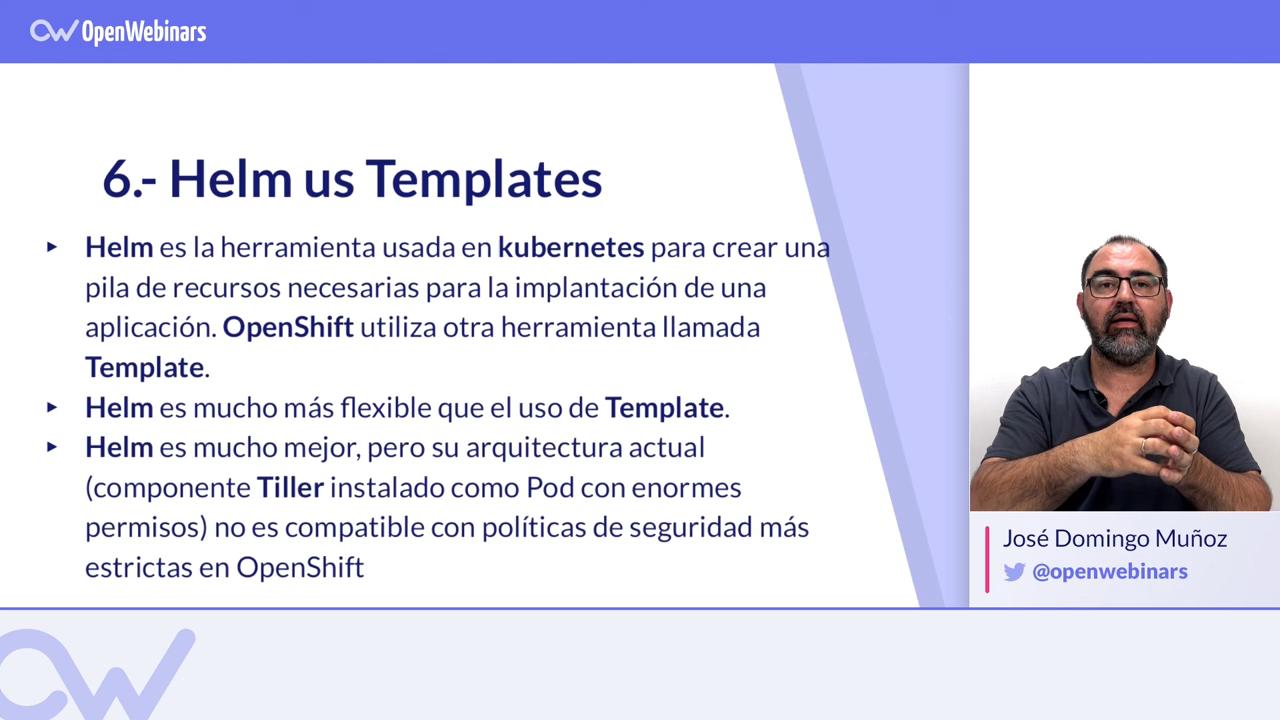 OpenWebinars
6.- Helm us Templates
▸ Helm es la herramienta usada en kubernetes para crear una
pila de recursos necesarias para la implantación de una
aplicación. OpenShift utiliza otra herramienta llamada
Template.
▸ Helm es mucho más flexible que el uso de Template.
▸ Helm es mucho mejor, pero su arquitectura actual
(componente Tiller instalado como Pod con enormes
permisos) no es compatible con políticas de seguridad más
estrictas en OpenShift
José Domingo Muñoz
@openwebinars